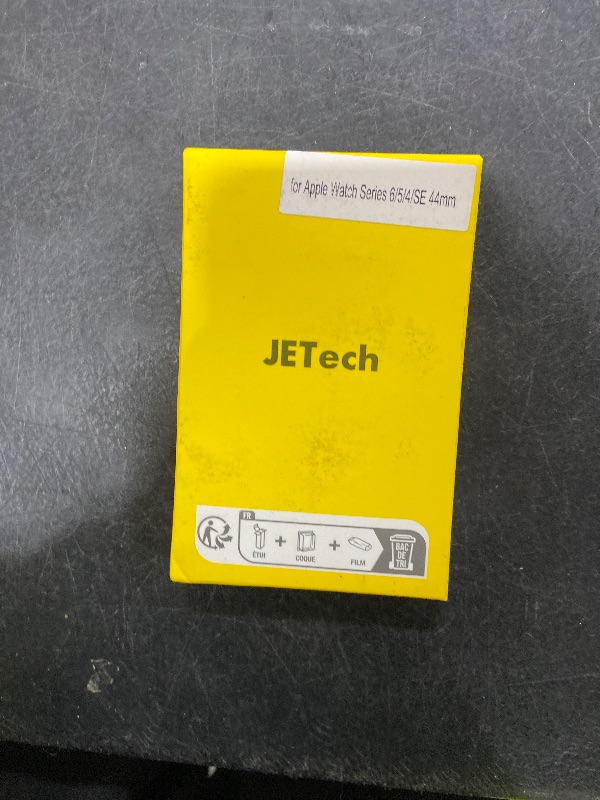 for Apple Watch Series 6/5/4/SE 44mm
JETech
FR
ÉTUI + COQUE + FILM
BAC
DE
TRI